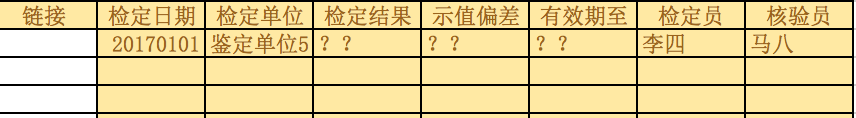 链接 检定日期 检定单位 检定结果 示值偏差 有效期至 检定员 核验员
20170101 鉴定单位5 ？？ ？？ ？？ 李四 马八